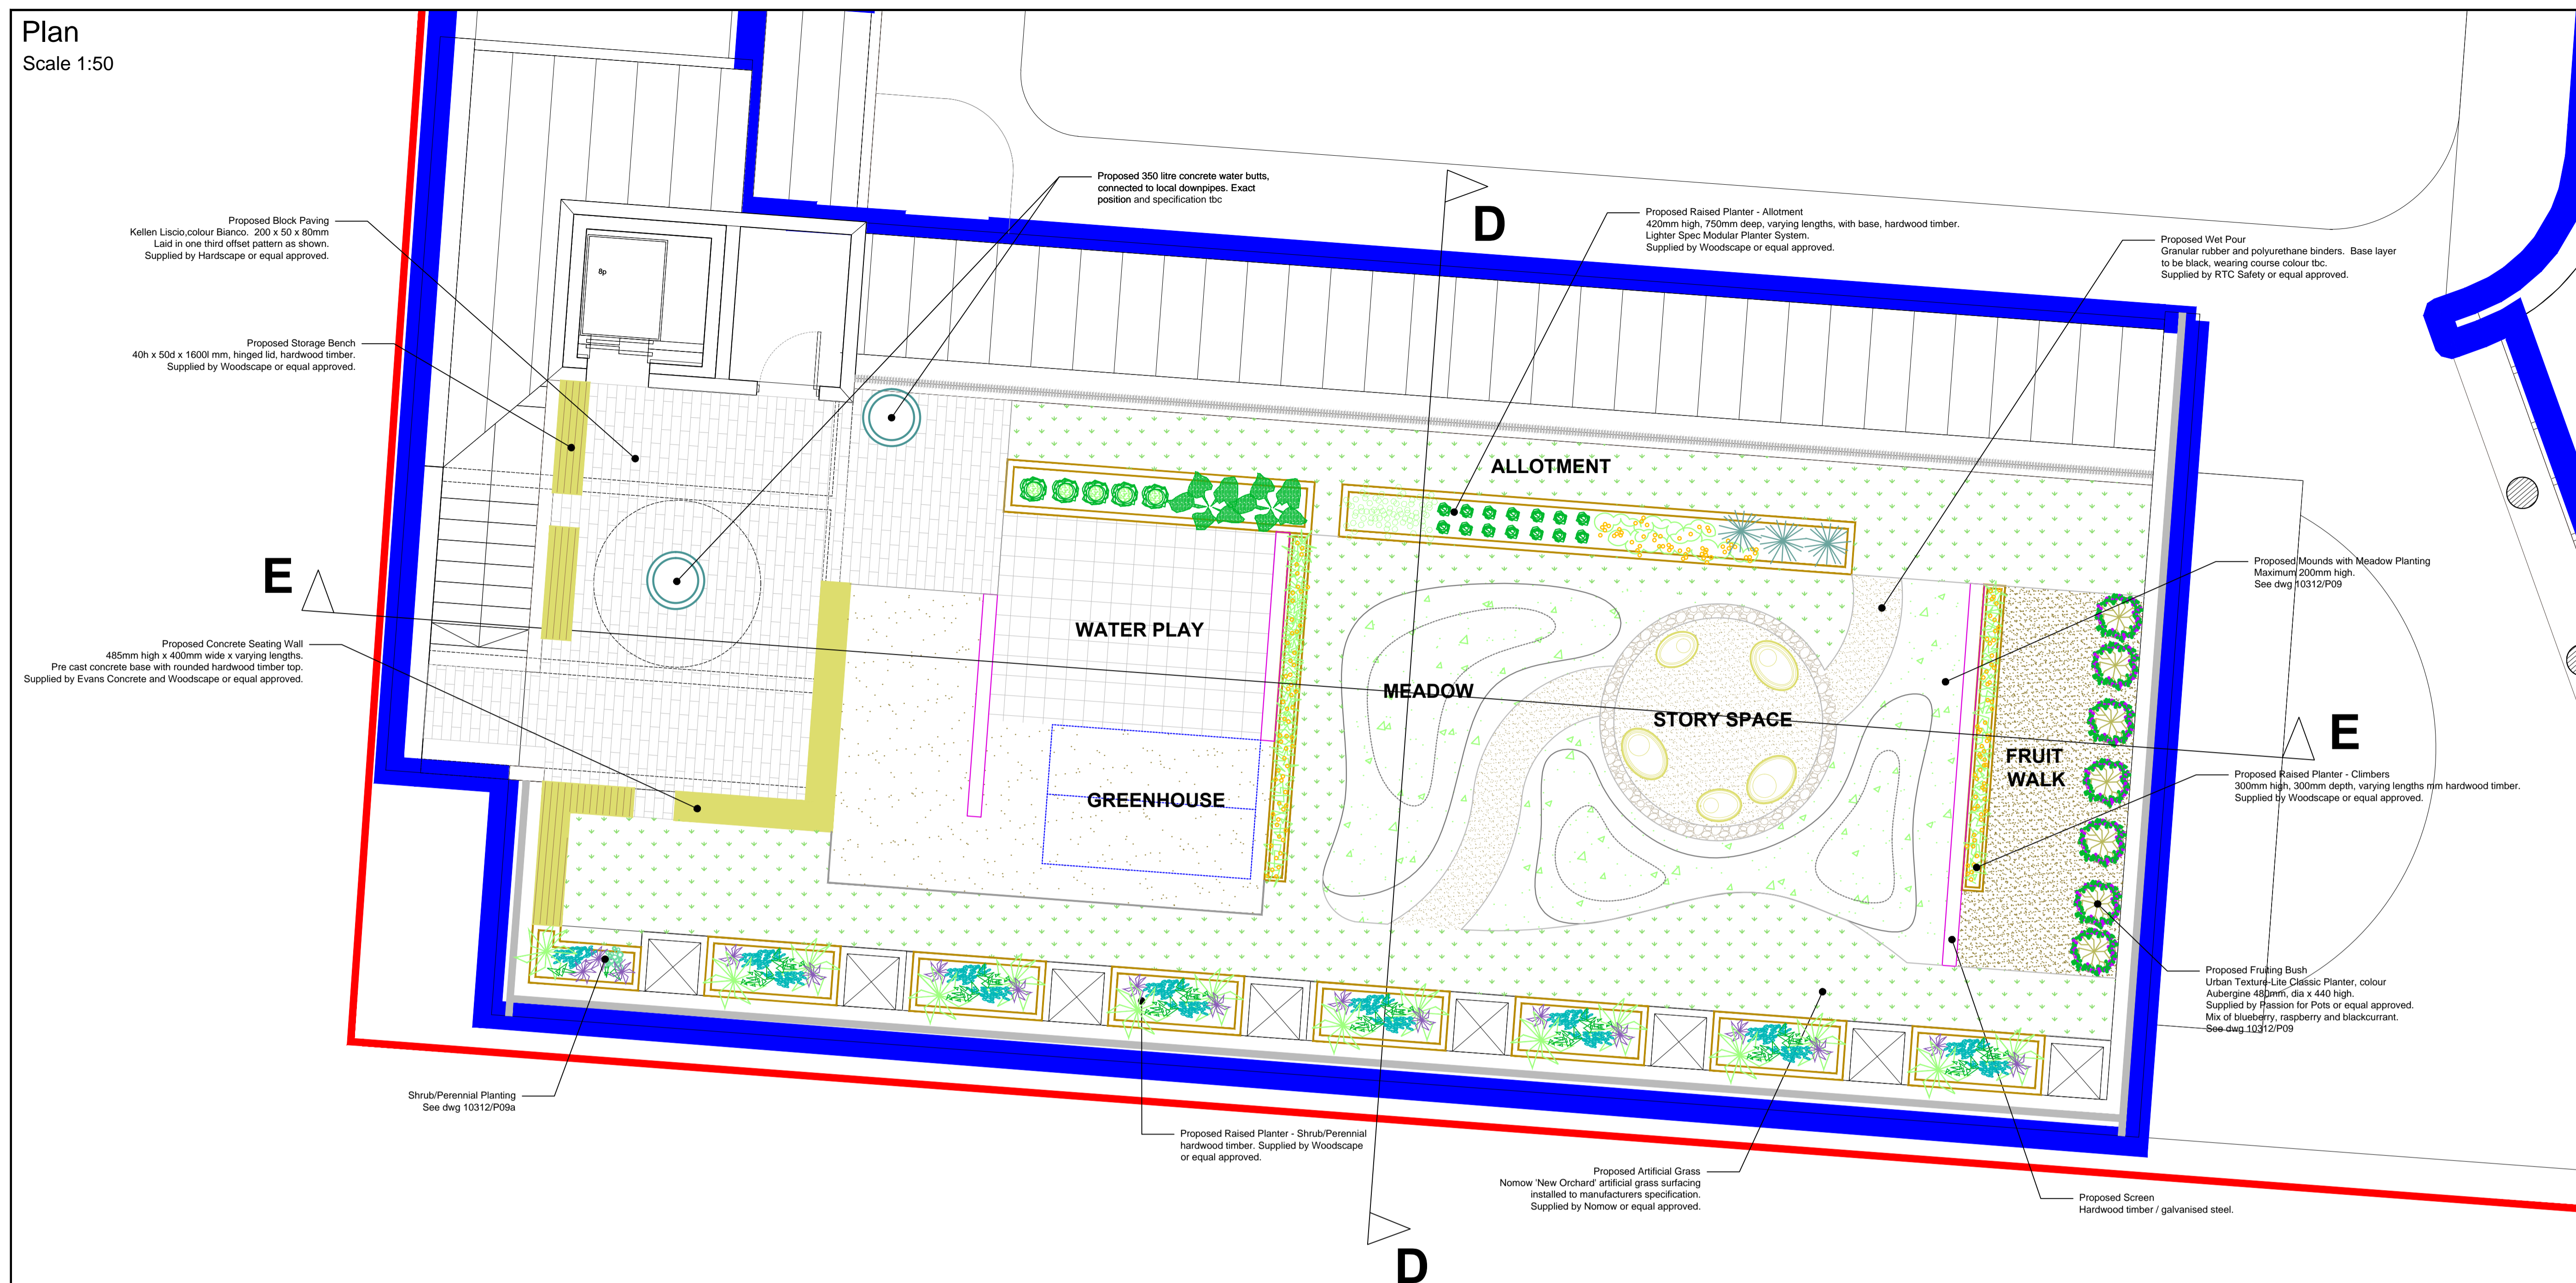 Plan
Scale 1:50
Proposed 350 litre concrete water butts,
connected to local downpipes. Exact
position and specification tbc
D
Proposed Raised Planter - Allotment
420mm high, 750mm deep, varying lengths, with base, hardwood timber.
Lighter Spec Modular Planter System.
Supplied by Woodscape or equal approved.
Proposed Wet Pour
Granular rubber and polyurethane binders.  Base layer
to be black, wearing course colour tbc.
Supplied by RTC Safety or equal approved.
Proposed Block Paving
Kellen Liscio,colour Bianco.  200 x 50 x 80mm
Laid in one third offset pattern as shown.
Supplied by Hardscape or equal approved.
8p
Proposed Storage Bench
40h x 50d x 1600l mm, hinged lid, hardwood timber.
Supplied by Woodscape or equal approved.
ALLOTMENT
E
Proposed Mounds with Meadow Planting
Maximum 200mm high.
See dwg 10312/P09
Proposed Concrete Seating Wall
485mm high x 400mm wide x varying lengths.
Pre cast concrete base with rounded hardwood timber top.
Supplied by Evans Concrete and Woodscape or equal approved.
WATER PLAY
MEADOW
STORY SPACE
E
FRUIT
WALK
Proposed Raised Planter - Climbers
300mm high, 300mm depth, varying lengths mm hardwood timber.
Supplied by Woodscape or equal approved.
GREENHOUSE
Proposed Fruiting Bush
Urban Texture-Lite Classic Planter, colour
Aubergine 480mm, dia x 440 high.
Supplied by Passion for Pots or equal approved.
Mix of blueberry, raspberry and blackcurrant.
See dwg 10312/P09
Shrub/Perennial Planting
See dwg 10312/P09a
Proposed Raised Planter - Shrub/Perennial
hardwood timber. Supplied by Woodscape
or equal approved.
Proposed Artificial Grass
Nomow 'New Orchard' artificial grass surfacing
installed to manufacturers specification.
Supplied by Nomow or equal approved.
Proposed Screen
Hardwood timber / galvanised steel.
D